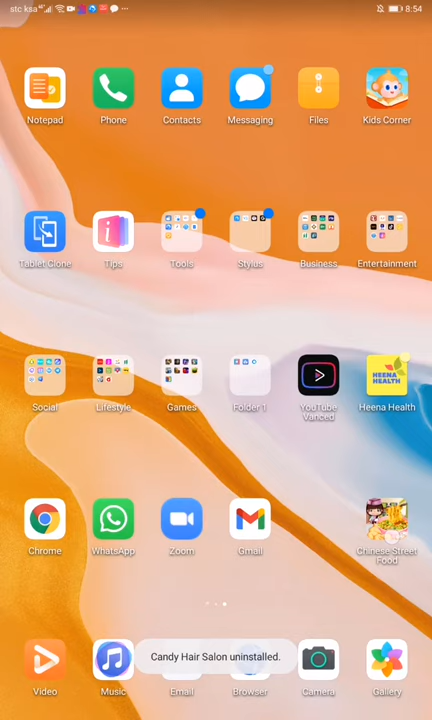 stc ksa 8:54
Notepad Phone Contacts Messaging Files Kids Corner
Tablet Clone Tips Tools Stylus Business Entertainment
HEENA
HEALTH
Social Lifestyle Games Folder 1 YouTube Vanced Heena Health
Chrome WhatsApp Zoom Gmail Chinese Street Food
Candy Hair Salon uninstalled.
Video Music Email Browser Camera Gallery